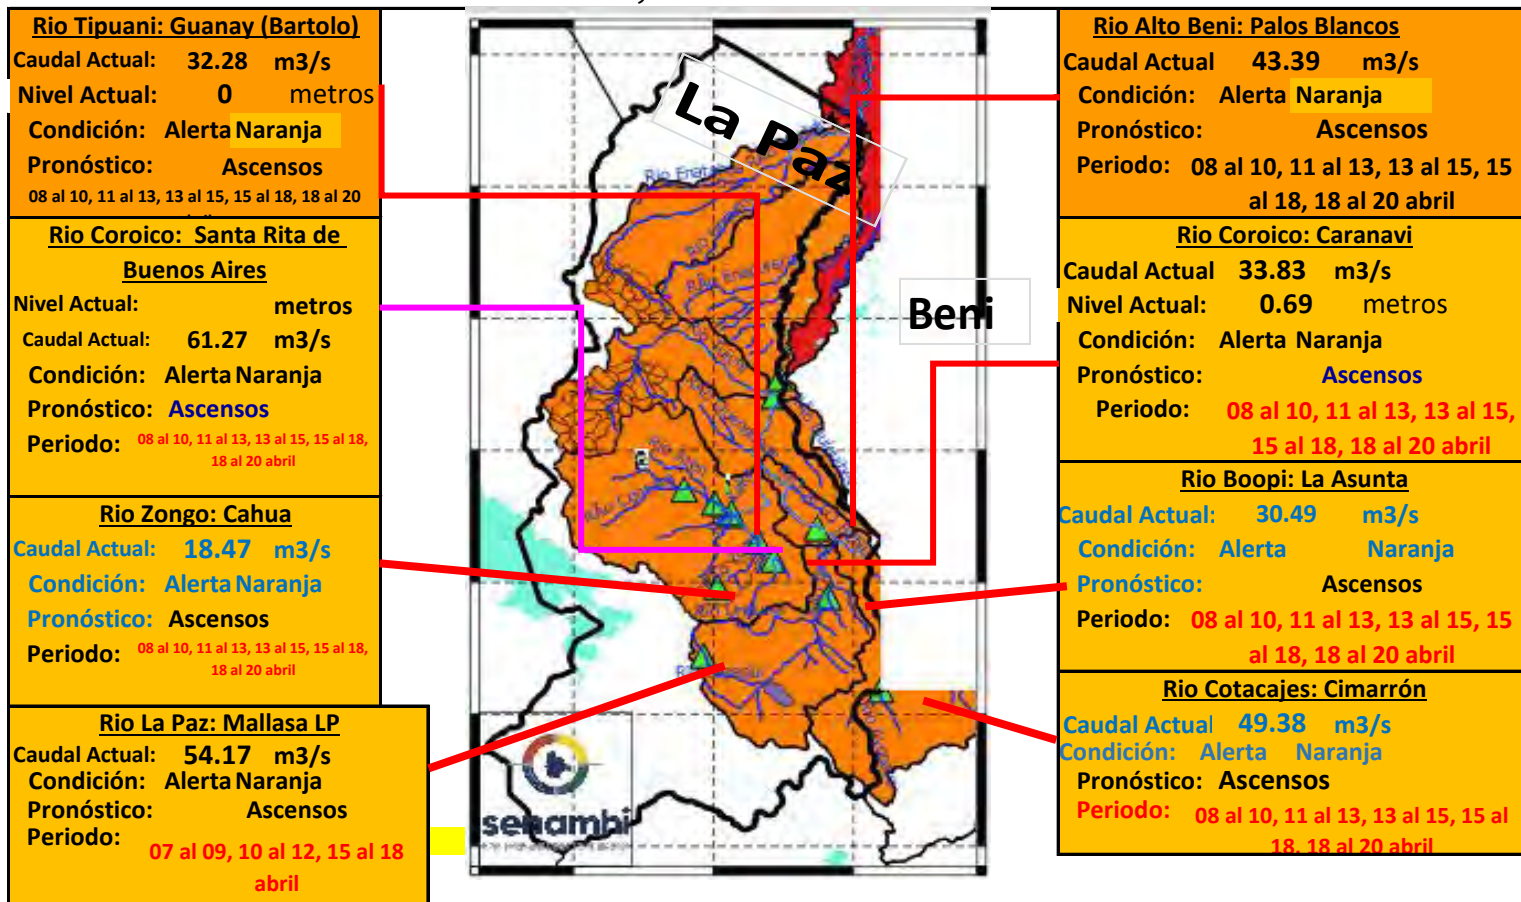 Rio Tipuani: Guanay (Bartolo)
Caudal Actual: 32.28 m3/s
Nivel Actual: 0 metros
Condición: Alerta Naranja
Pronóstico: Ascensos
08 al 10, 11 al 13, 13 al 15, 15 al 18, 18 al 20
Rio Coroico: Santa Rita de
Buenos Aires
Nivel Actual: metros
Caudal Actual: 61.27 m3/s
Condición: Alerta Naranja
Pronóstico: Ascensos
Periodo: 08 al 10, 11 al 13, 13 al 15, 15 al 18,
18 al 20 abril
Rio Zongo: Cahua
Caudal Actual: 18.47 m3/s
Condición: Alerta Naranja
Pronóstico: Ascensos
Periodo: 08 al 10, 11 al 13, 13 al 15, 15 al 18,
18 al 20 abril
Rio La Paz: Mallasa LP
Caudal Actual: 54.17 m3/s
Condición: Alerta Naranja
Pronóstico: Ascensos
Periodo: 07 al 09, 10 al 12, 15 al 18
abril
La Paz
Beni
senamhi
Rio Alto Beni: Palos Blancos
Caudal Actual 43.39 m3/s
Condición: Alerta Naranja
Pronóstico: Ascensos
Periodo: 08 al 10, 11 al 13, 13 al 15, 15
al 18, 18 al 20 abril
Rio Coroico: Caranavi
Caudal Actual 33.83 m3/s
Nivel Actual: 0.69 metros
Condición: Alerta Naranja
Pronóstico: Ascensos
Periodo: 08 al 10, 11 al 13, 13 al 15,
15 al 18, 18 al 20 abril
Rio Boopi: La Asunta
Caudal Actual: 30.49 m3/s
Condición: Alerta Naranja
Pronóstico: Ascensos
Periodo: 08 al 10, 11 al 13, 13 al 15, 15
al 18, 18 al 20 abril
Rio Cotacajes: Cimarrón
Caudal Actual 49.38 m3/s
Condición: Alerta Naranja
Pronóstico: Ascensos
Periodo: 08 al 10, 11 al 13, 13 al 15, 15 al
18, 18 al 20 abril